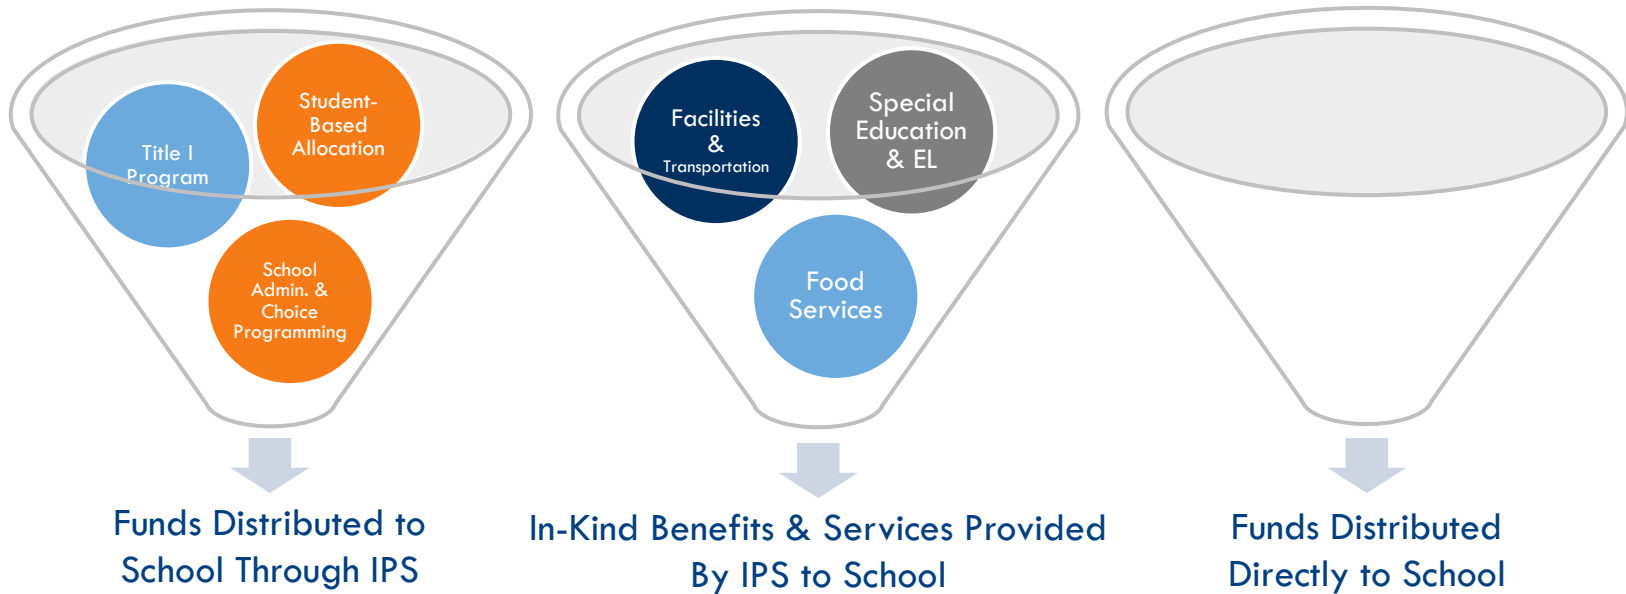 Title I
Program
Student-
Based
Allocation
School
Admin. &
Choice
Programming
Funds Distributed to
School Through IPS
Facilities
&
Transportation
Special
Education
& EL
Food
Services
In-Kind Benefits & Services Provided
By IPS to School
Funds Distributed
Directly to School